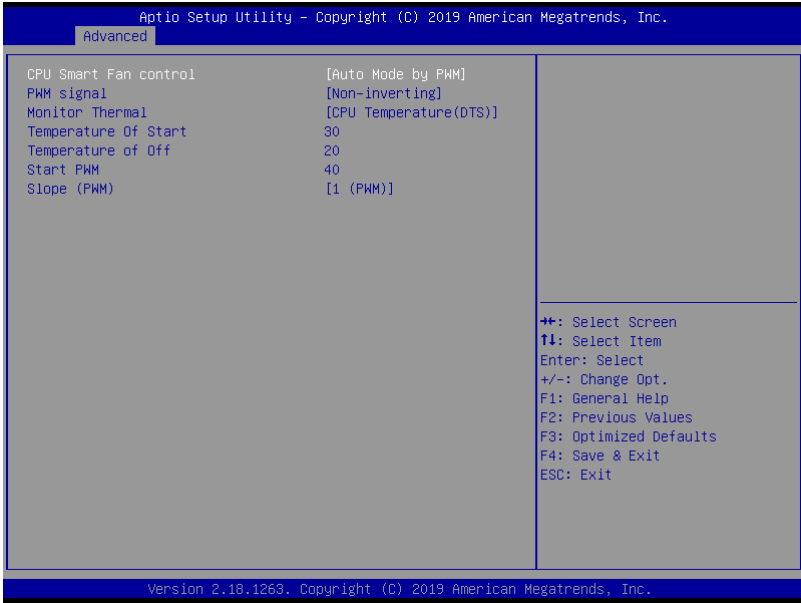 Aptio Setup Utility – Copyright (C) 2019 American Megatrends, Inc.
Advanced
CPU Smart Fan control [Auto Mode by PWM]
PWM signal [Non-inverting]
Monitor Thermal [CPU Temperature(DTS)]
Temperature Of Start 30
Temperature of Off 20
Start PWM 40
Slope (PWM) [1 (PWM)]
→←: Select Screen
↑↓: Select Item
Enter: Select
+/-: Change Opt.
F1: General Help
F2: Previous Values
F3: Optimized Defaults
F4: Save & Exit
ESC: Exit
Version 2.18.1263. Copyright (C) 2019 American Megatrends, Inc.